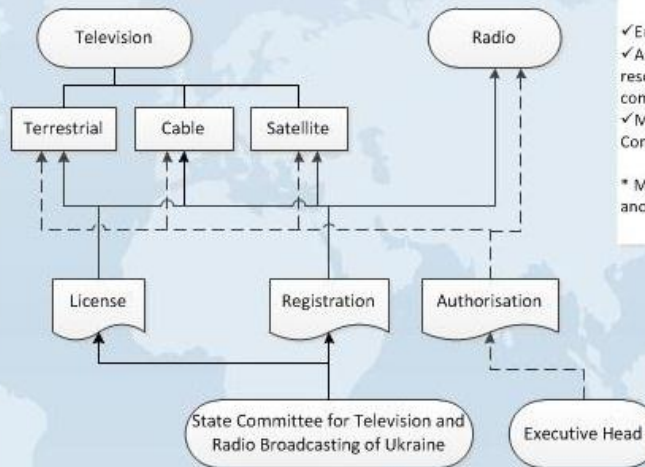 Television
Radio
Terrestrial
Cable
Satellite
License
Registration
Authorisation
State Committee for Television and
Radio Broadcasting of Ukraine
Executive Head
* M